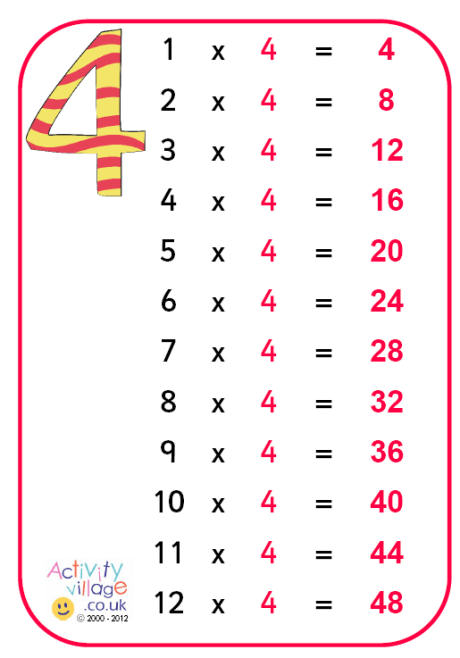 4
1 x 4 = 4
2 x 4 = 8
3 x 4 = 12
4 x 4 = 16
5 x 4 = 20
6 x 4 = 24
7 x 4 = 28
8 x 4 = 32
9 x 4 = 36
10 x 4 = 40
11 x 4 = 44
12 x 4 = 48
Activity
village
.co.uk
© 2000 - 2012